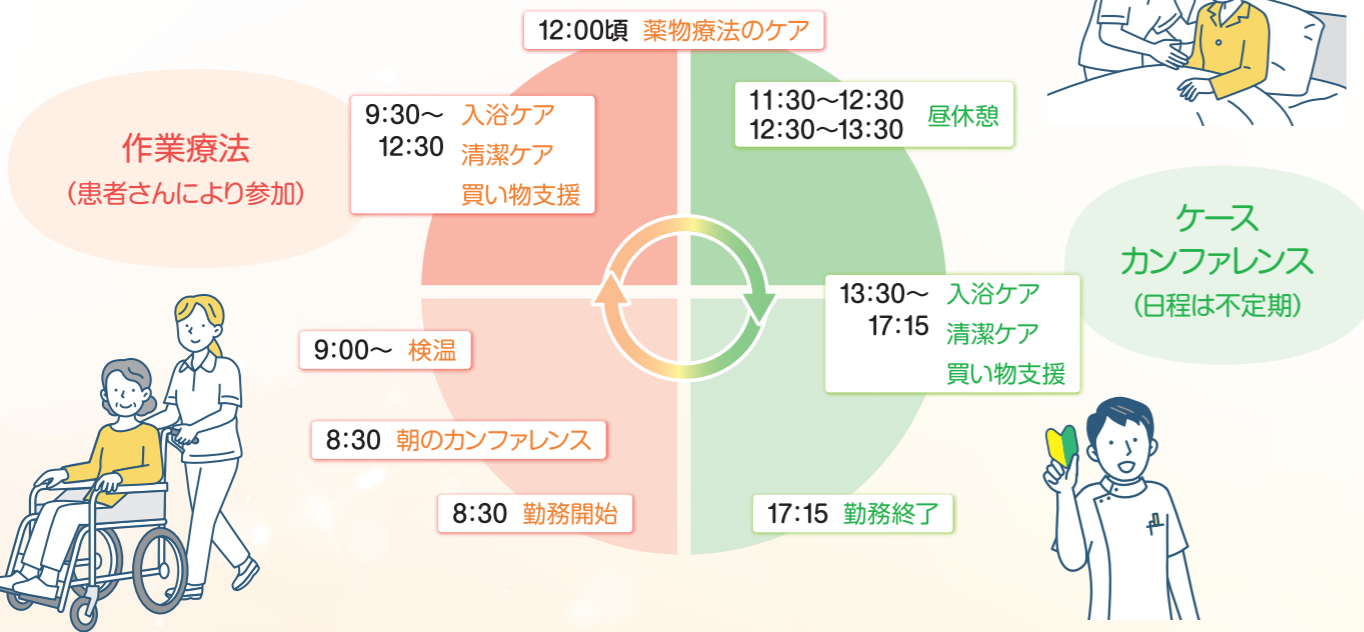 12:00頃 薬物療法のケア
作業療法
(患者さんにより参加)
9:30～ 入浴ケア
12:30 清潔ケア
買い物支援
11:30～12:30
12:30～13:30
昼休憩
ケース
カンファレンス
(日程は不定期)
13:30～ 入浴ケア
17:15 清潔ケア
買い物支援
9:00～ 検温
8:30 朝のカンファレンス
8:30 勤務開始
17:15 勤務終了